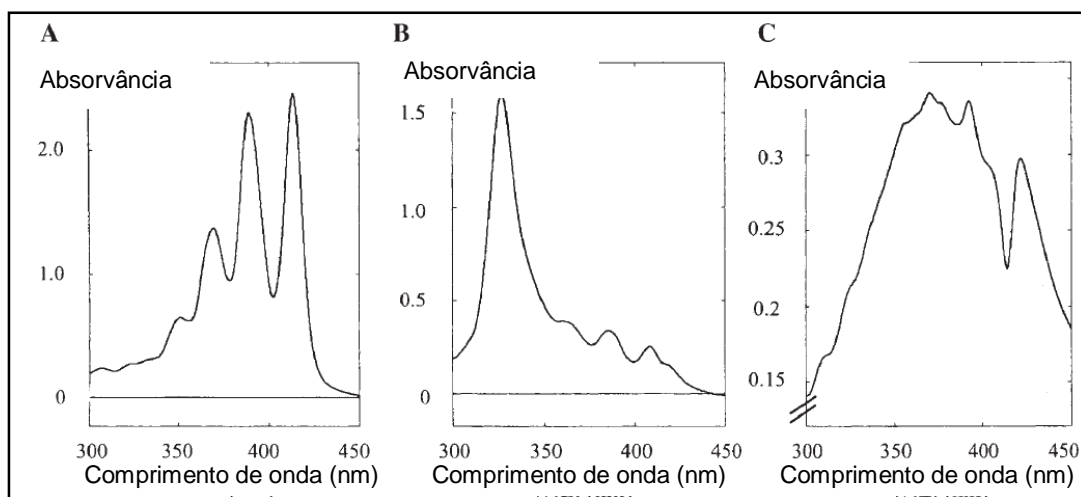 A
Absorvância
2.0
1.0
0
300 350 400 450
Comprimento de onda (nm)
B
Absorvância
1.5
1.0
0.5
0
300 350 400 450
Comprimento de onda (nm)
C
Absorvância
0.3
0.25
0.2
0.15
300 350 400 450
Comprimento de onda (nm)